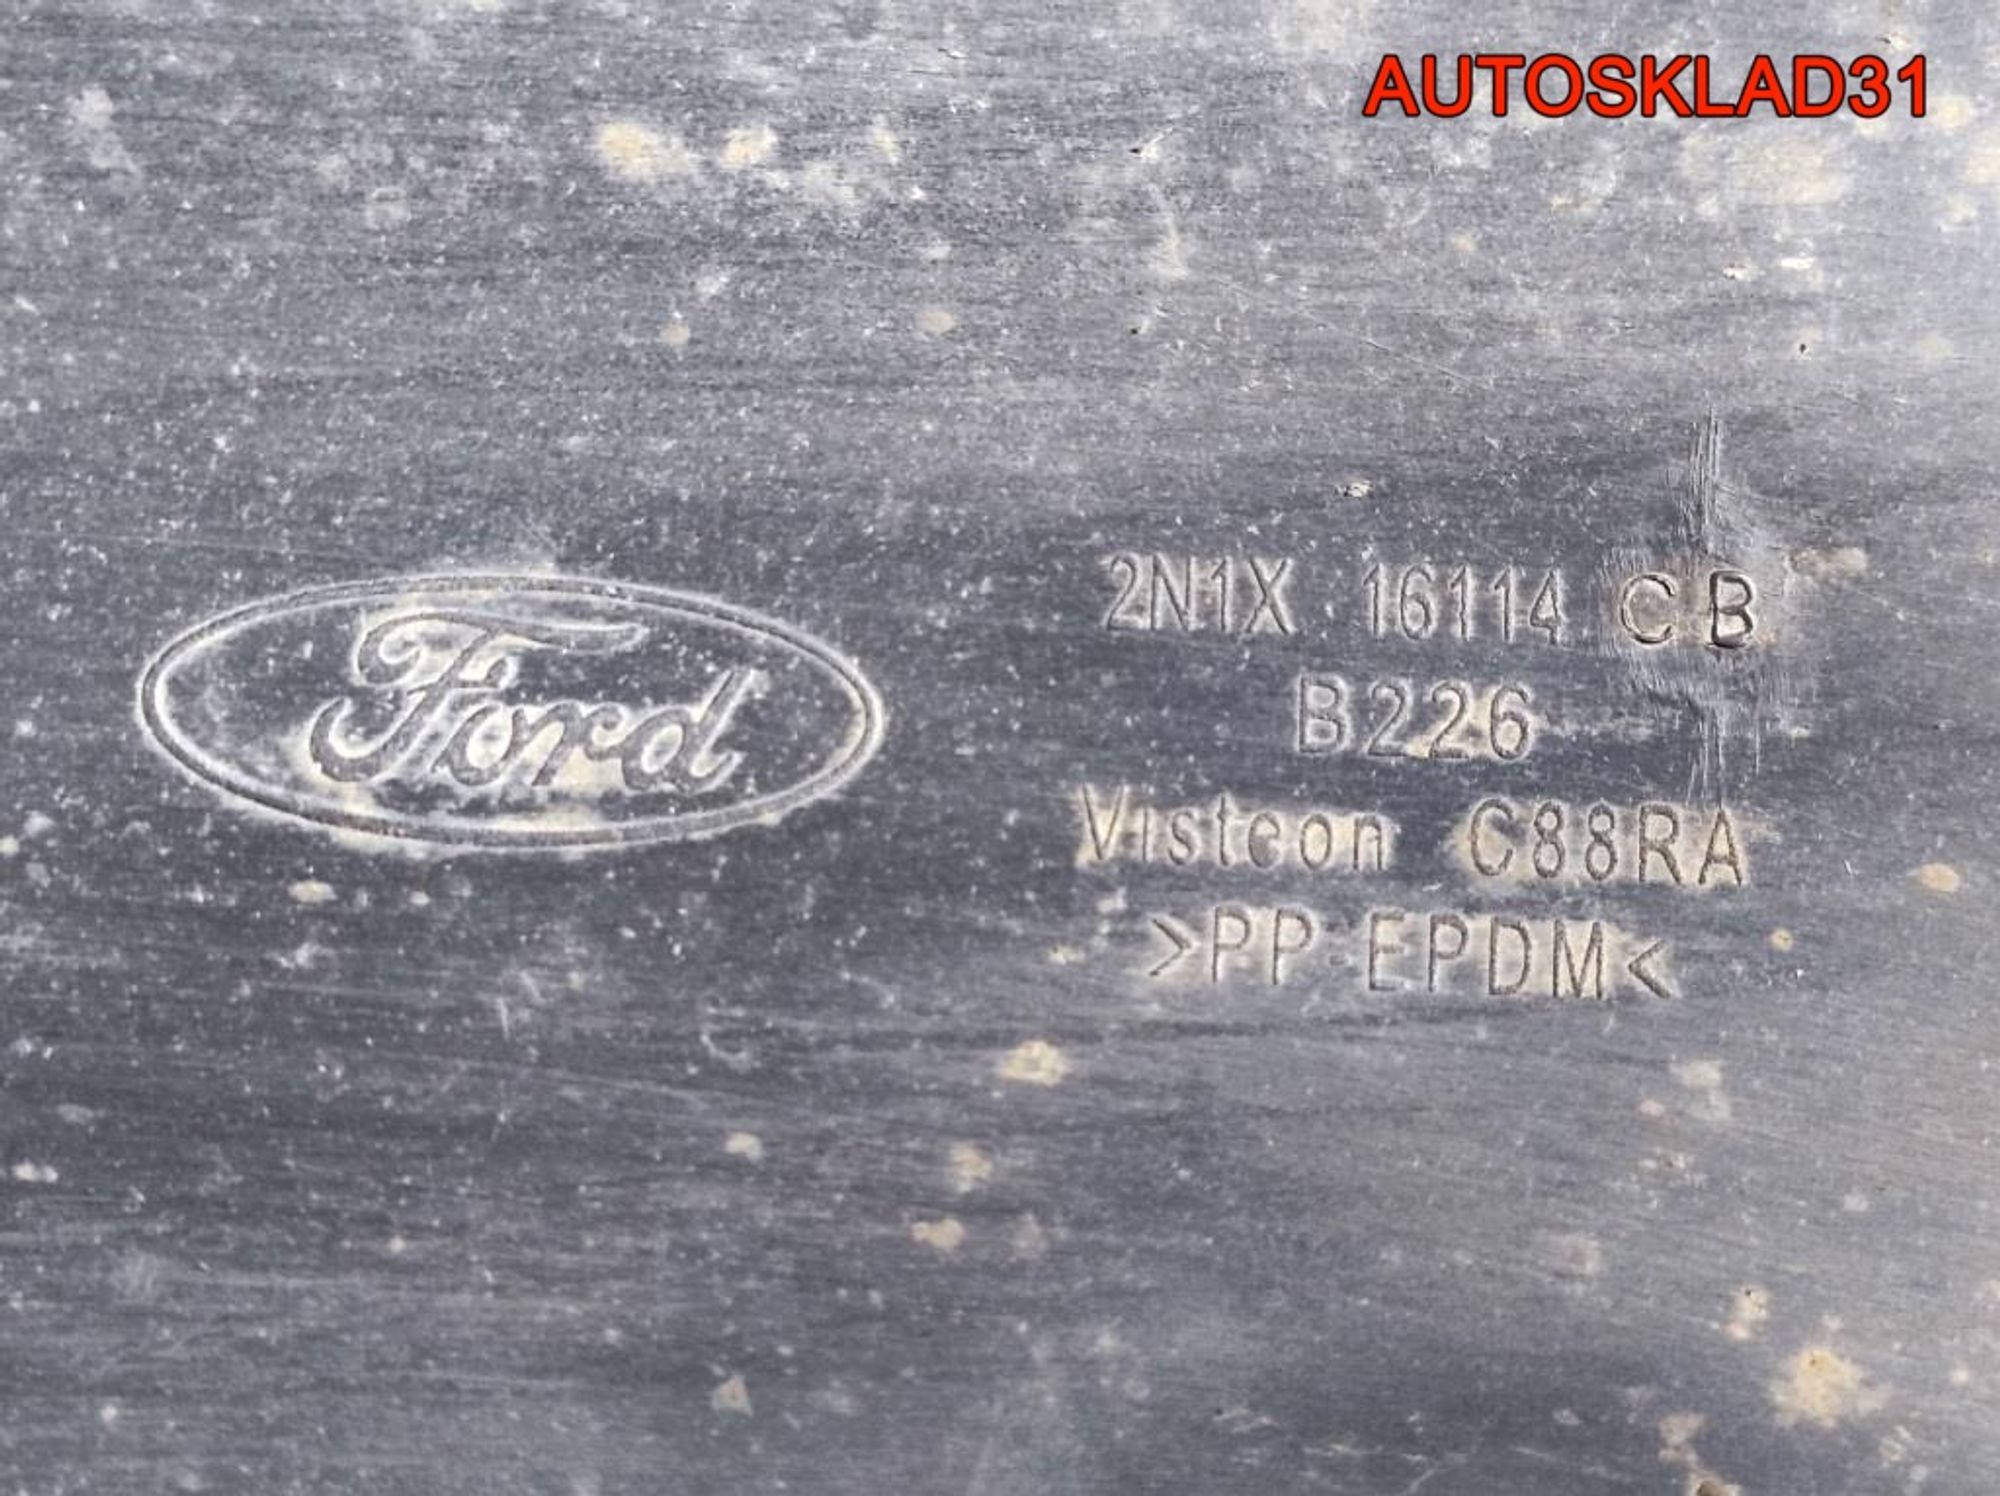 AUTOSKLAD31
Ford
2N1X 16114 CB
B226
Visteon C88RA
>PP-EPDM<